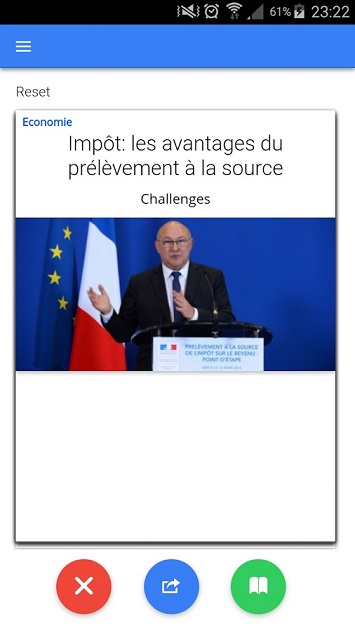 61% 23:22
Reset
Economie
Impôt: les avantages du
prélèvement à la source
Challenges
PRÉLÈVEMENT À LA SOURCE
DE L'IMPÔT SUR LE REVENU :
POINT D'ÉTAPE